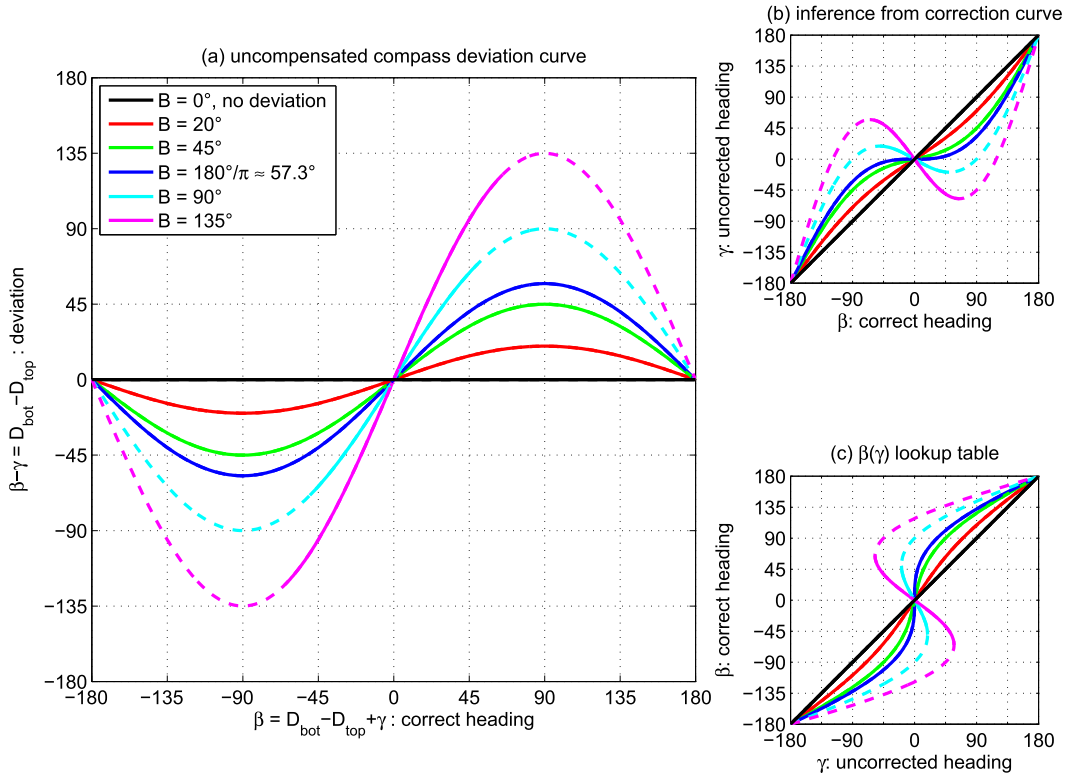 (a) uncompensated compass deviation curve
180
135
90
45
0
−45
−90
−135
−180
B = 0°, no deviation
B = 20°
B = 45°
B = 180°/π ≈ 57.3°
B = 90°
B = 135°
β−γ = D_bot−D_top : deviation
−180 −135 −90 −45 0 45 90 135 180
β = D_bot−D_top+γ : correct heading
(b) inference from correction curve
180
135
90
45
0
−45
−90
−135
−180
γ: uncorrected heading
−180 −90 0 90 180
β: correct heading
(c) β(γ) lookup table
180
135
90
45
0
−45
−90
−135
−180
β: correct heading
−180 −90 0 90 180
γ: uncorrected heading